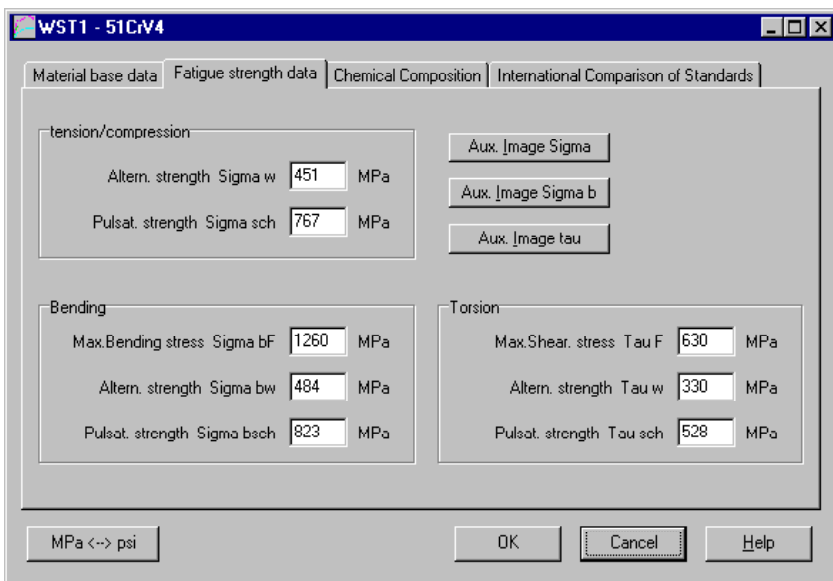 WST1 - 51CrV4
Material base data Fatigue strength data Chemical Composition International Comparison of Standards
tension/compression
Altern. strength Sigma w 451 MPa
Pulsat. strength Sigma sch 767 MPa
Aux. Image Sigma
Aux. Image Sigma b
Aux. Image tau
Bending
Max.Bending stress Sigma bF 1260 MPa
Altern. strength Sigma bw 484 MPa
Pulsat. strength Sigma bsch 823 MPa
Torsion
Max.Shear. stress Tau F 630 MPa
Altern. strength Tau w 330 MPa
Pulsat. strength Tau sch 528 MPa
MPa <--> psi OK Cancel Help